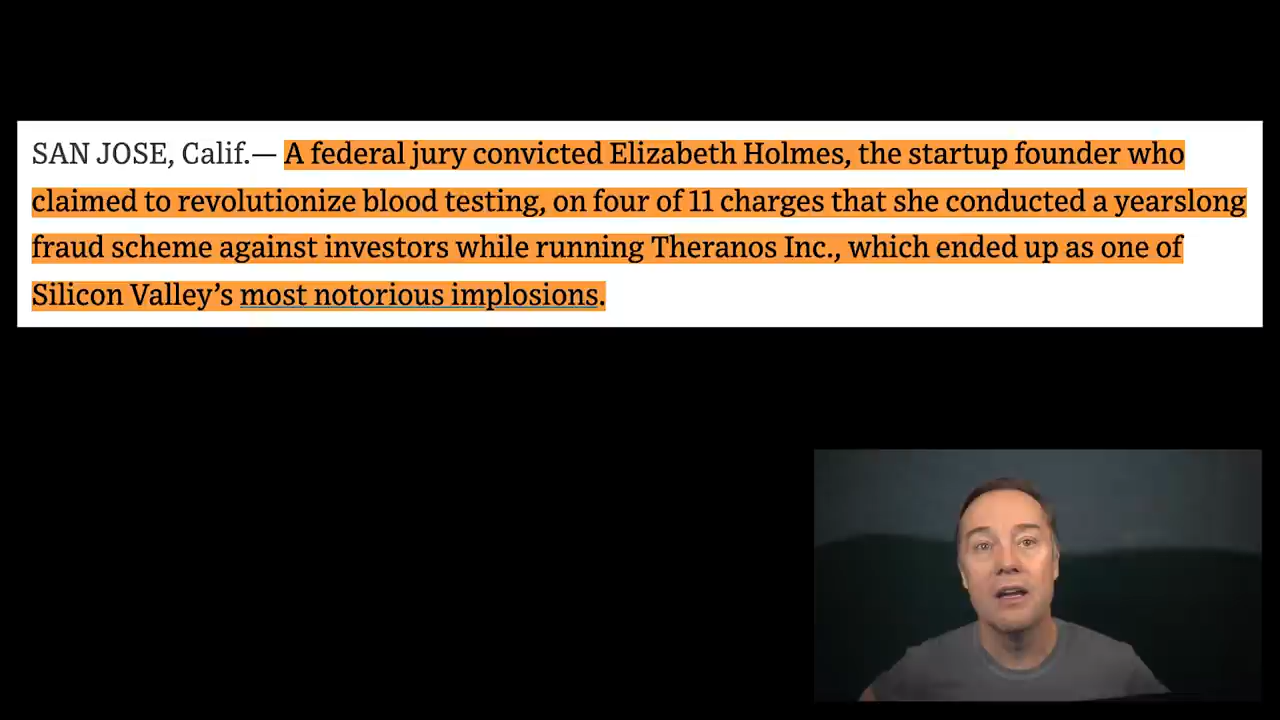 SAN JOSE, Calif.— A federal jury convicted Elizabeth Holmes, the startup founder who
claimed to revolutionize blood testing, on four of 11 charges that she conducted a yearslong
fraud scheme against investors while running Theranos Inc., which ended up as one of
Silicon Valley’s most notorious implosions.